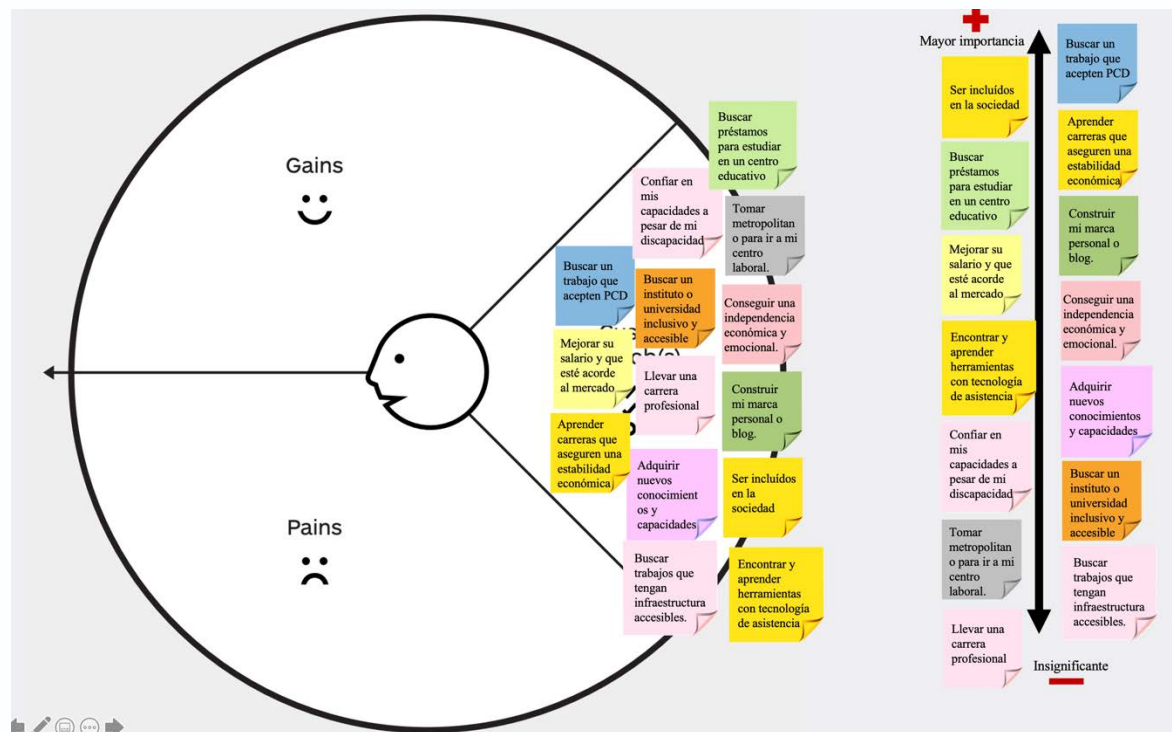 Gains
Pains
Buscar
préstamos
para estudiar
en un centro
educativo
Confiar en
mis
capacidades a
pesar de mi
discapacidad
Tomar
metropolitan
o para ir a mi
centro
laboral.
Buscar un
trabajo que
acepten PCD
Buscar un
instituto o
universidad
inclusivo y
accesible
Conseguir una
independencia
económica y
emocional.
Mejorar su
salario y que
esté acorde
al mercado
Llevar una
carrera
profesional
Construir
mi marca
personal o
blog.
Aprender
carreras que
aseguren una
estabilidad
económica
Adquirir
nuevos
conocimient
os y
capacidades
Ser incluídos
en la
sociedad
Buscar
trabajos que
tengan
infraestructura
accesibles.
Encontrar y
aprender
herramientas
con tecnología
de asistencia
Mayor importancia
Ser incluídos
en la sociedad
Buscar
préstamos
para estudiar
en un centro
educativo
Mejorar su
salario y que
esté acorde
al mercado
Encontrar y
aprender
herramientas
con tecnología
de asistencia
Confiar en
mis
capacidades a
pesar de mi
discapacidad
Tomar
metropolitan
o para ir a mi
centro
laboral.
Llevar una
carrera
profesional
Buscar un
trabajo que
acepten PCD
Aprender
carreras que
aseguren una
estabilidad
económica
Construir
mi marca
personal o
blog.
Conseguir una
independencia
económica y
emocional.
Adquirir
nuevos
conocimientos
y capacidades
Buscar un
instituto o
universidad
inclusivo y
accesible
Buscar
trabajos que
tengan
infraestructura
accesibles.
Insignificante